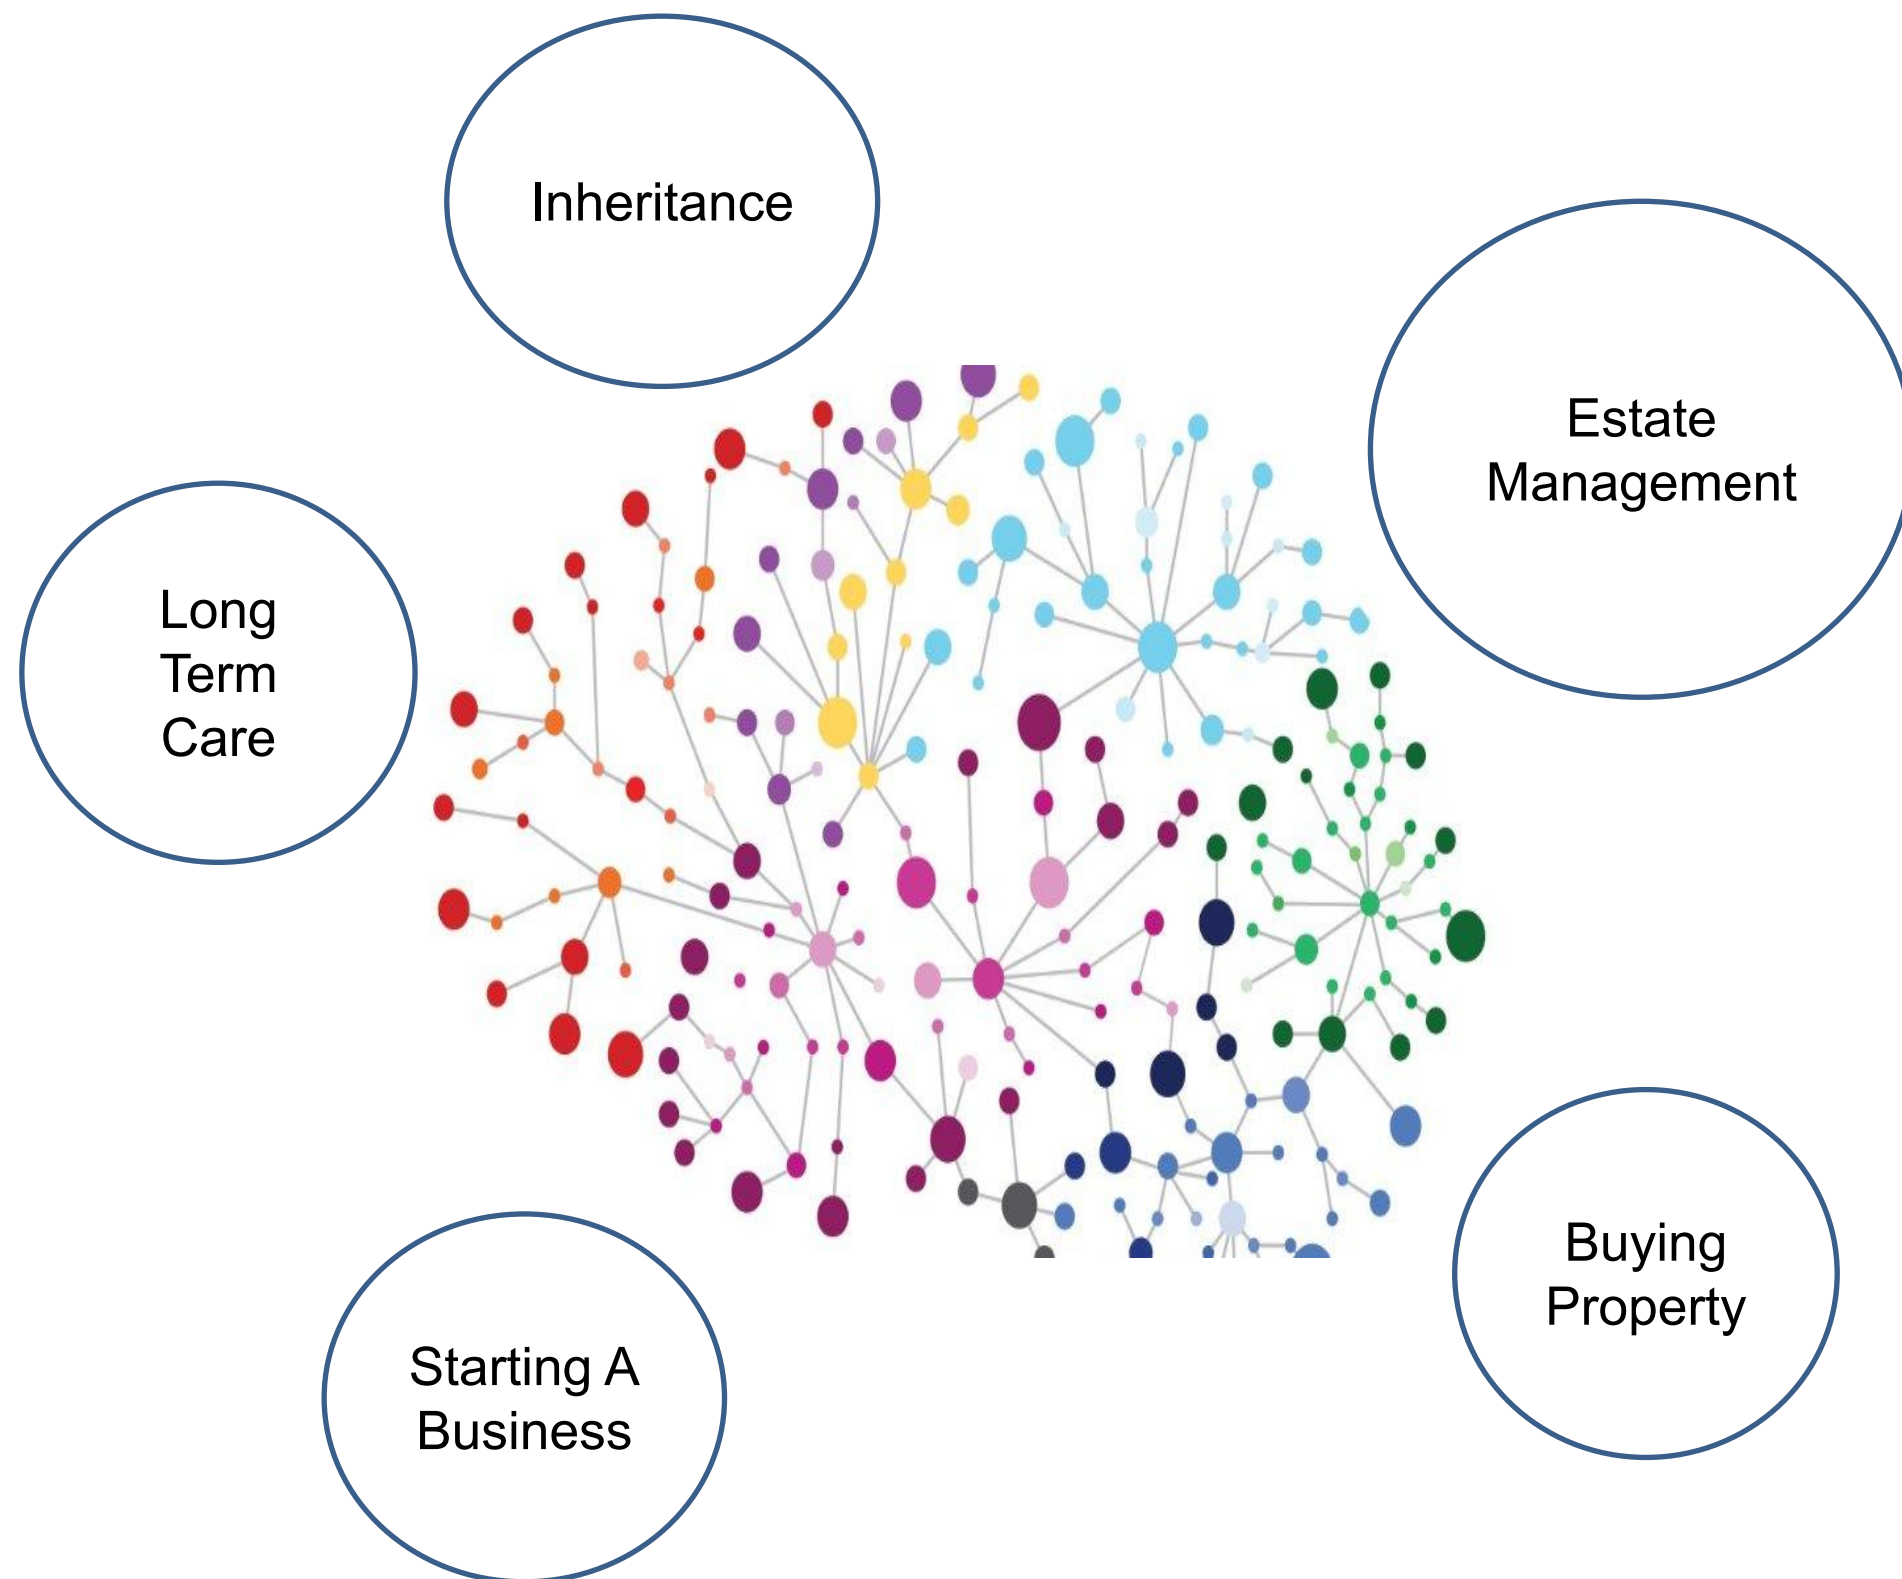 Inheritance
Estate
Management
Long
Term
Care
Buying
Property
Starting A
Business